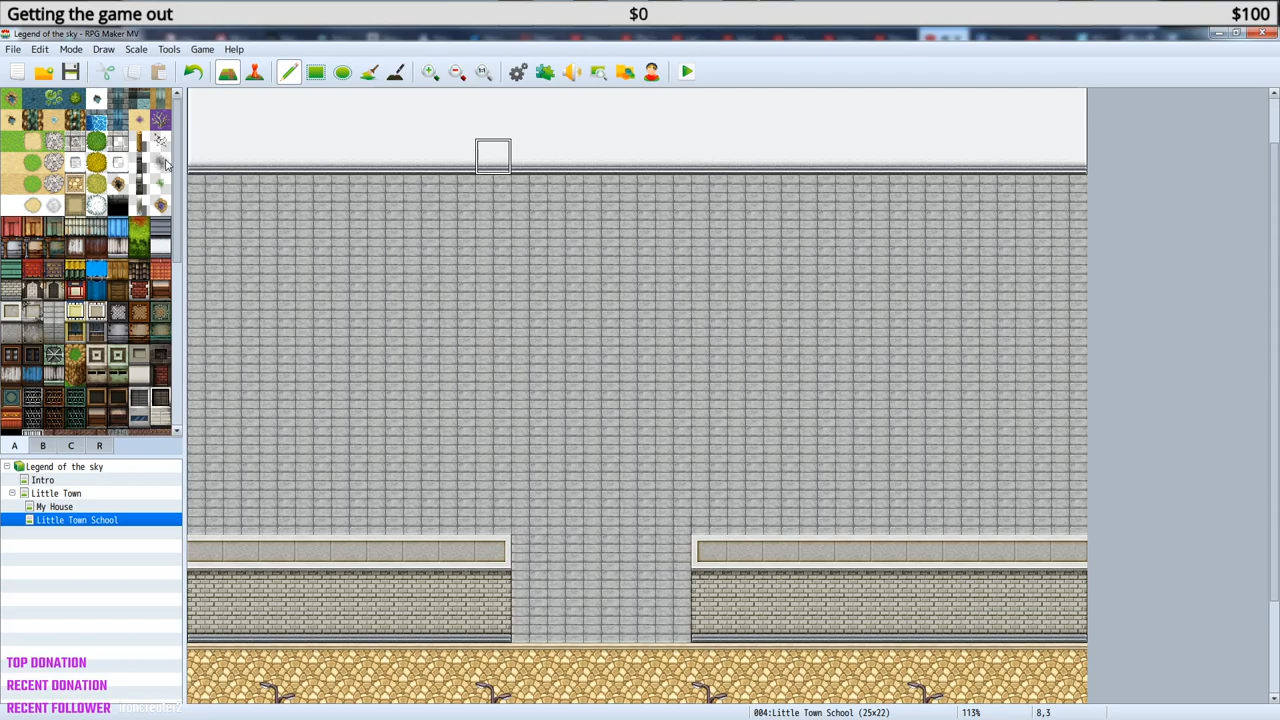 Getting the game out $0 $100
Legend of the sky - RPG Maker MV
File Edit Mode Draw Scale Tools Game Help
A B C R
Legend of the sky
Intro
Little Town
My House
Little Town School
TOP DONATION
RECENT DONATION
RECENT FOLLOWER
004:Little Town School (25x22) 113% 8,3